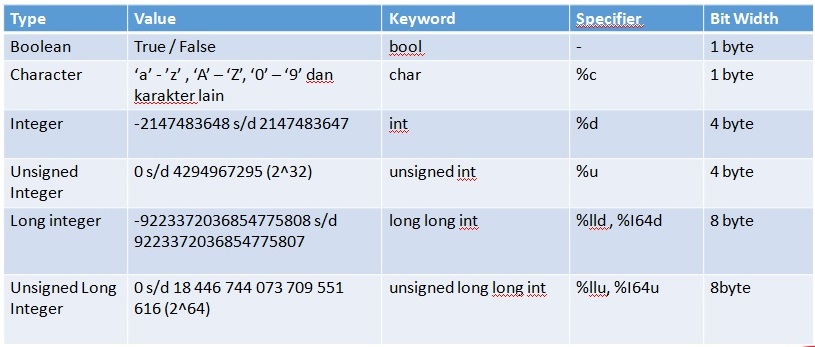 Type Value Keyword Specifier Bit Width
Boolean True / False bool - 1 byte
Character ‘a’ - ’z’ , ‘A’ – ‘Z’, ‘0’ – ‘9’ dan char %c 1 byte
karakter lain
Integer -2147483648 s/d 2147483647 int %d 4 byte
Unsigned 0 s/d 4294967295 (2^32) unsigned int %u 4 byte
Integer
Long integer -9223372036854775808 s/d long long int %lld , %I64d 8 byte
9223372036854775807
Unsigned Long 0 s/d 18 446 744 073 709 551 unsigned long long int %llu, %I64u 8byte
Integer 616 (2^64)